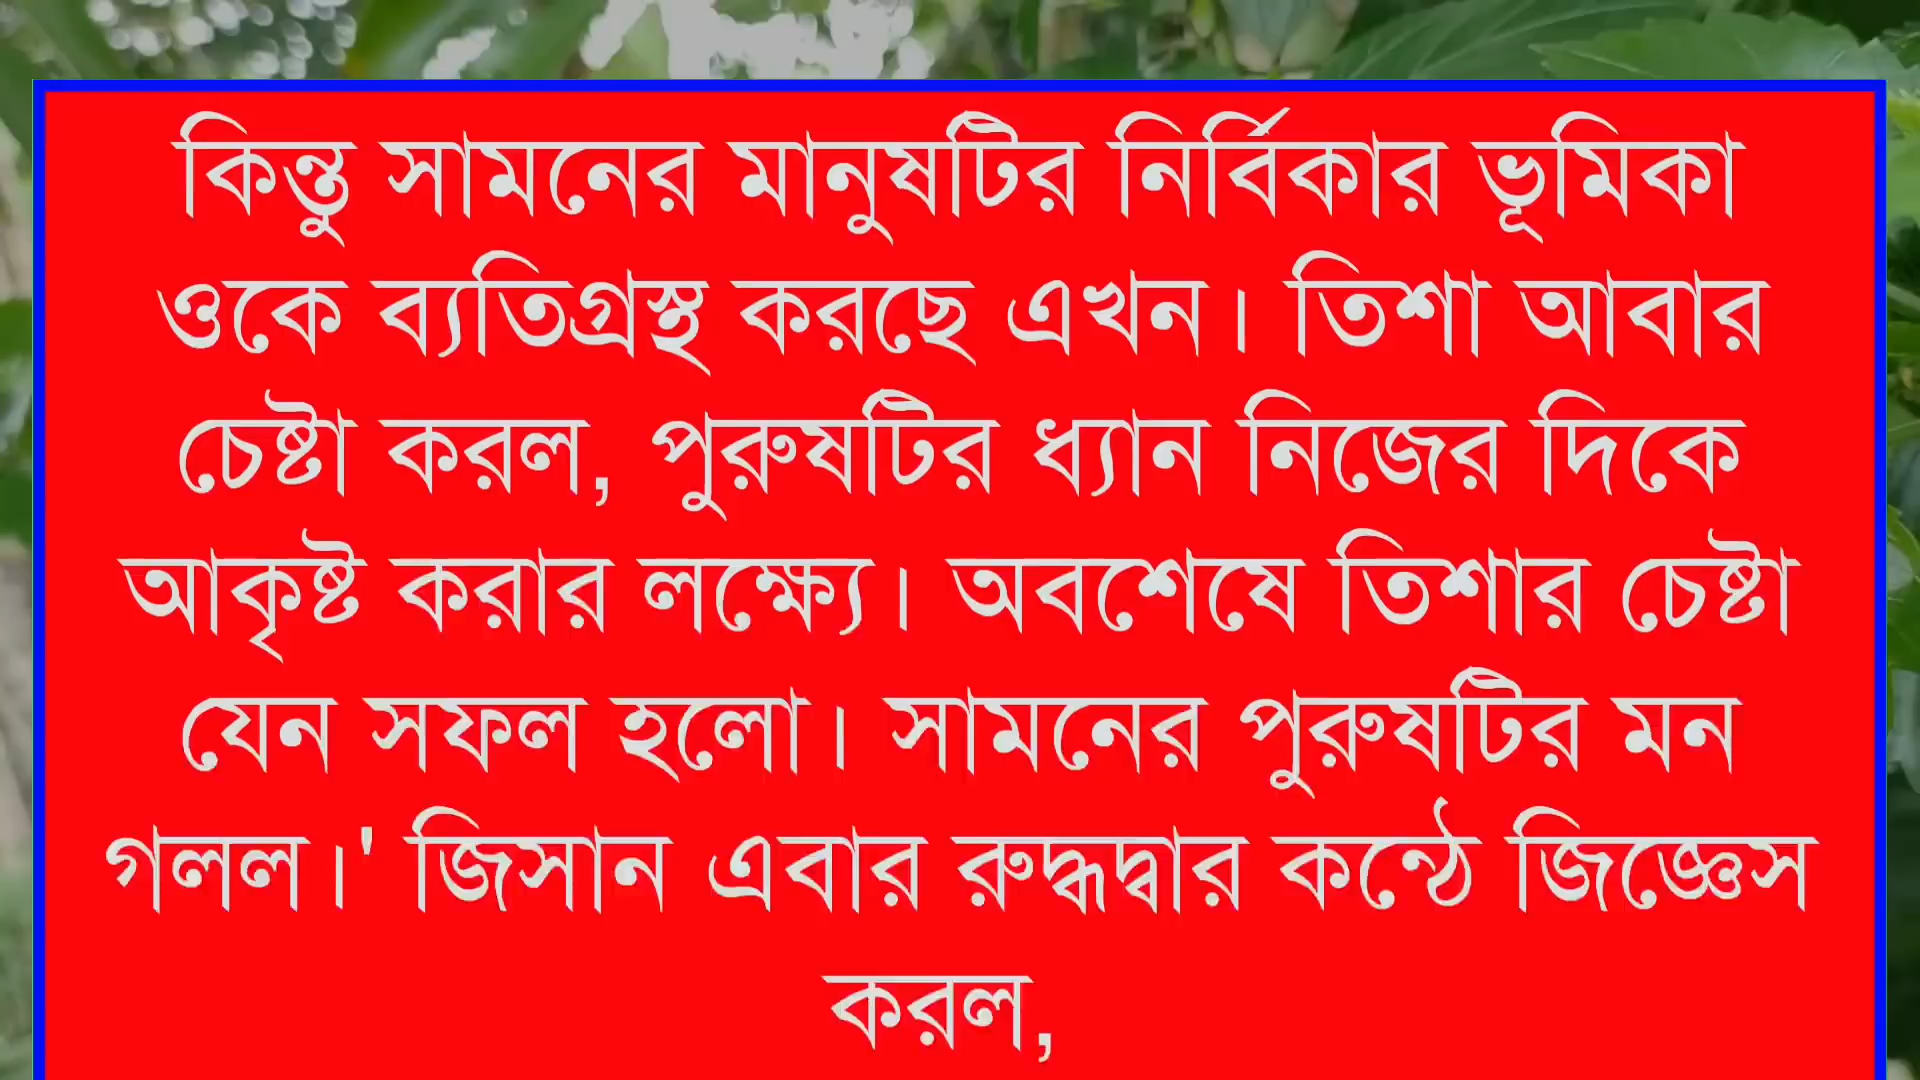 কিন্তু সামনের মানুষটির নির্বিকার ভূমিকা
ওকে ব্যতিগ্রস্থ করছে এখন। তিশা আবার
চেষ্টা করল, পুরুষটির ধ্যান নিজের দিকে
আকৃষ্ট করার লক্ষ্যে। অবশেষে তিশার চেষ্টা
যেন সফল হলো। সামনের পুরুষটির মন
গলল।' জিসান এবার রুদ্ধদ্বার কন্ঠে জিজ্ঞেস
করল,